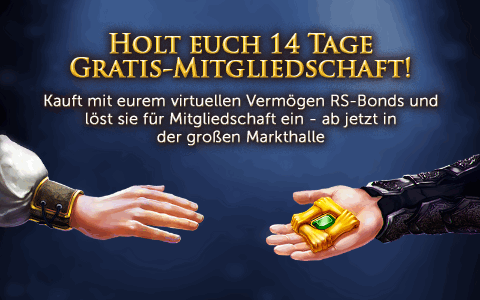 Holt euch 14 Tage
Gratis-Mitgliedschaft!
Kauft mit eurem virtuellen Vermögen RS-Bonds und
löst sie für Mitgliedschaft ein - ab jetzt in
der großen Markthalle